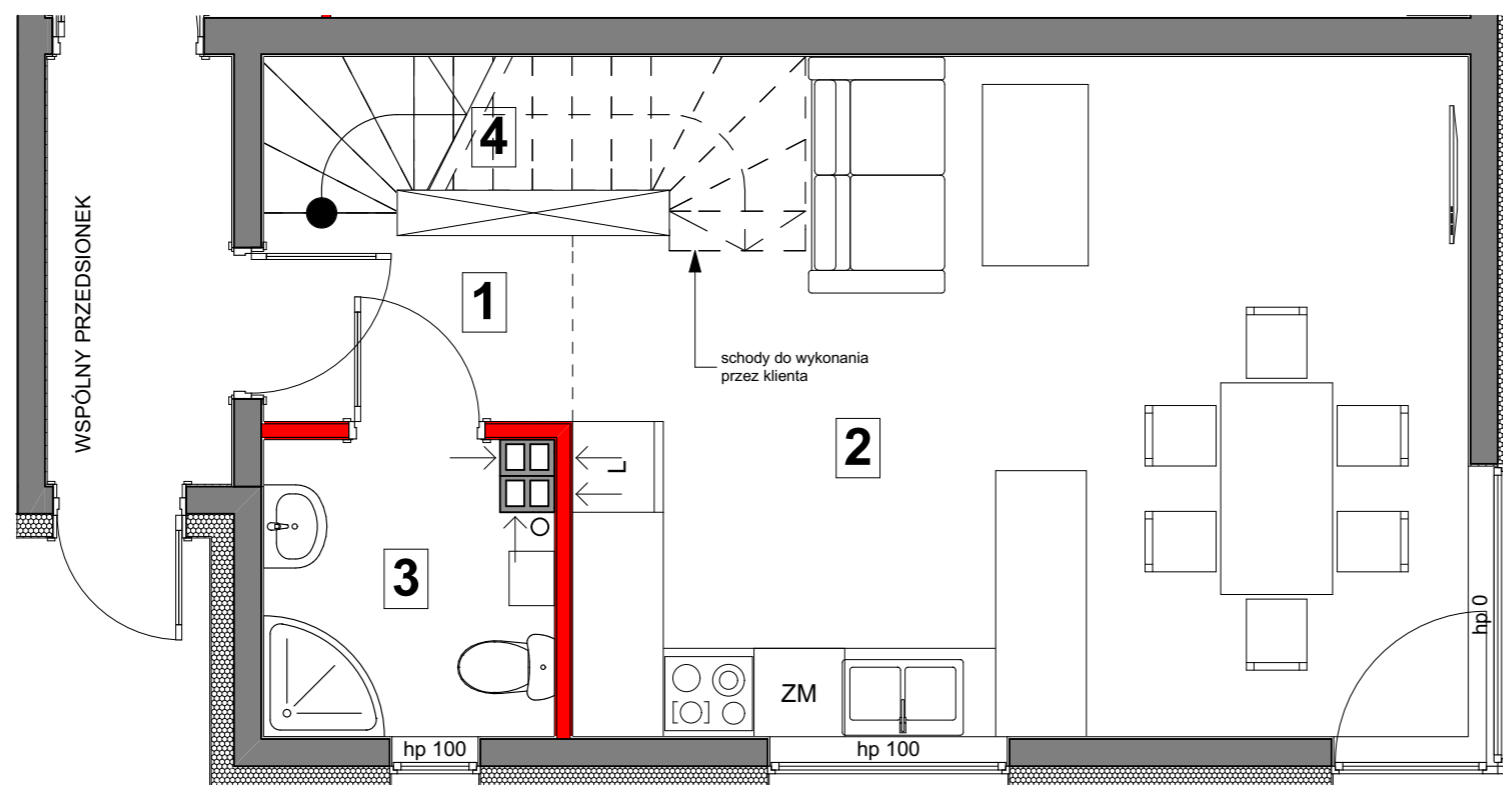 WSPÓLNY PRZEDSIONEK
4
1
schody do wykonania
przez klienta
2
L
3
ZM
hp 0
hp 100
hp 100